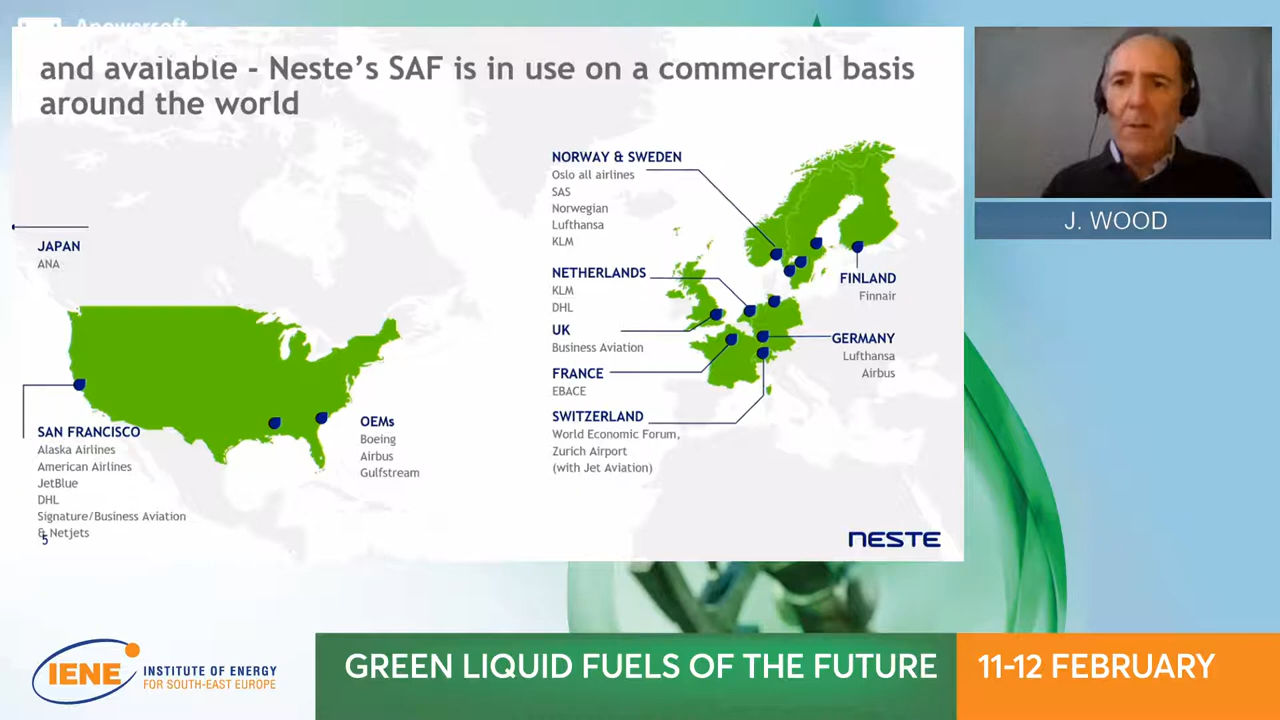 Apowersoft
and available - Neste's SAF is in use on a commercial basis
around the world
JAPAN
ANA
SAN FRANCISCO
Alaska Airlines
American Airlines
JetBlue
DHL
Signature/Business Aviation
& Netjets
5
OEMs
Boeing
Airbus
Gulfstream
NORWAY & SWEDEN
Oslo all airlines
SAS
Norwegian
Lufthansa
KLM
NETHERLANDS
KLM
DHL
UK
Business Aviation
FRANCE
EBACE
SWITZERLAND
World Economic Forum,
Zurich Airport
(with Jet Aviation)
FINLAND
Finnair
GERMANY
Lufthansa
Airbus
NESTE
J. WOOD
IENE
INSTITUTE OF ENERGY
FOR SOUTH-EAST EUROPE
GREEN LIQUID FUELS OF THE FUTURE
11-12 FEBRUARY